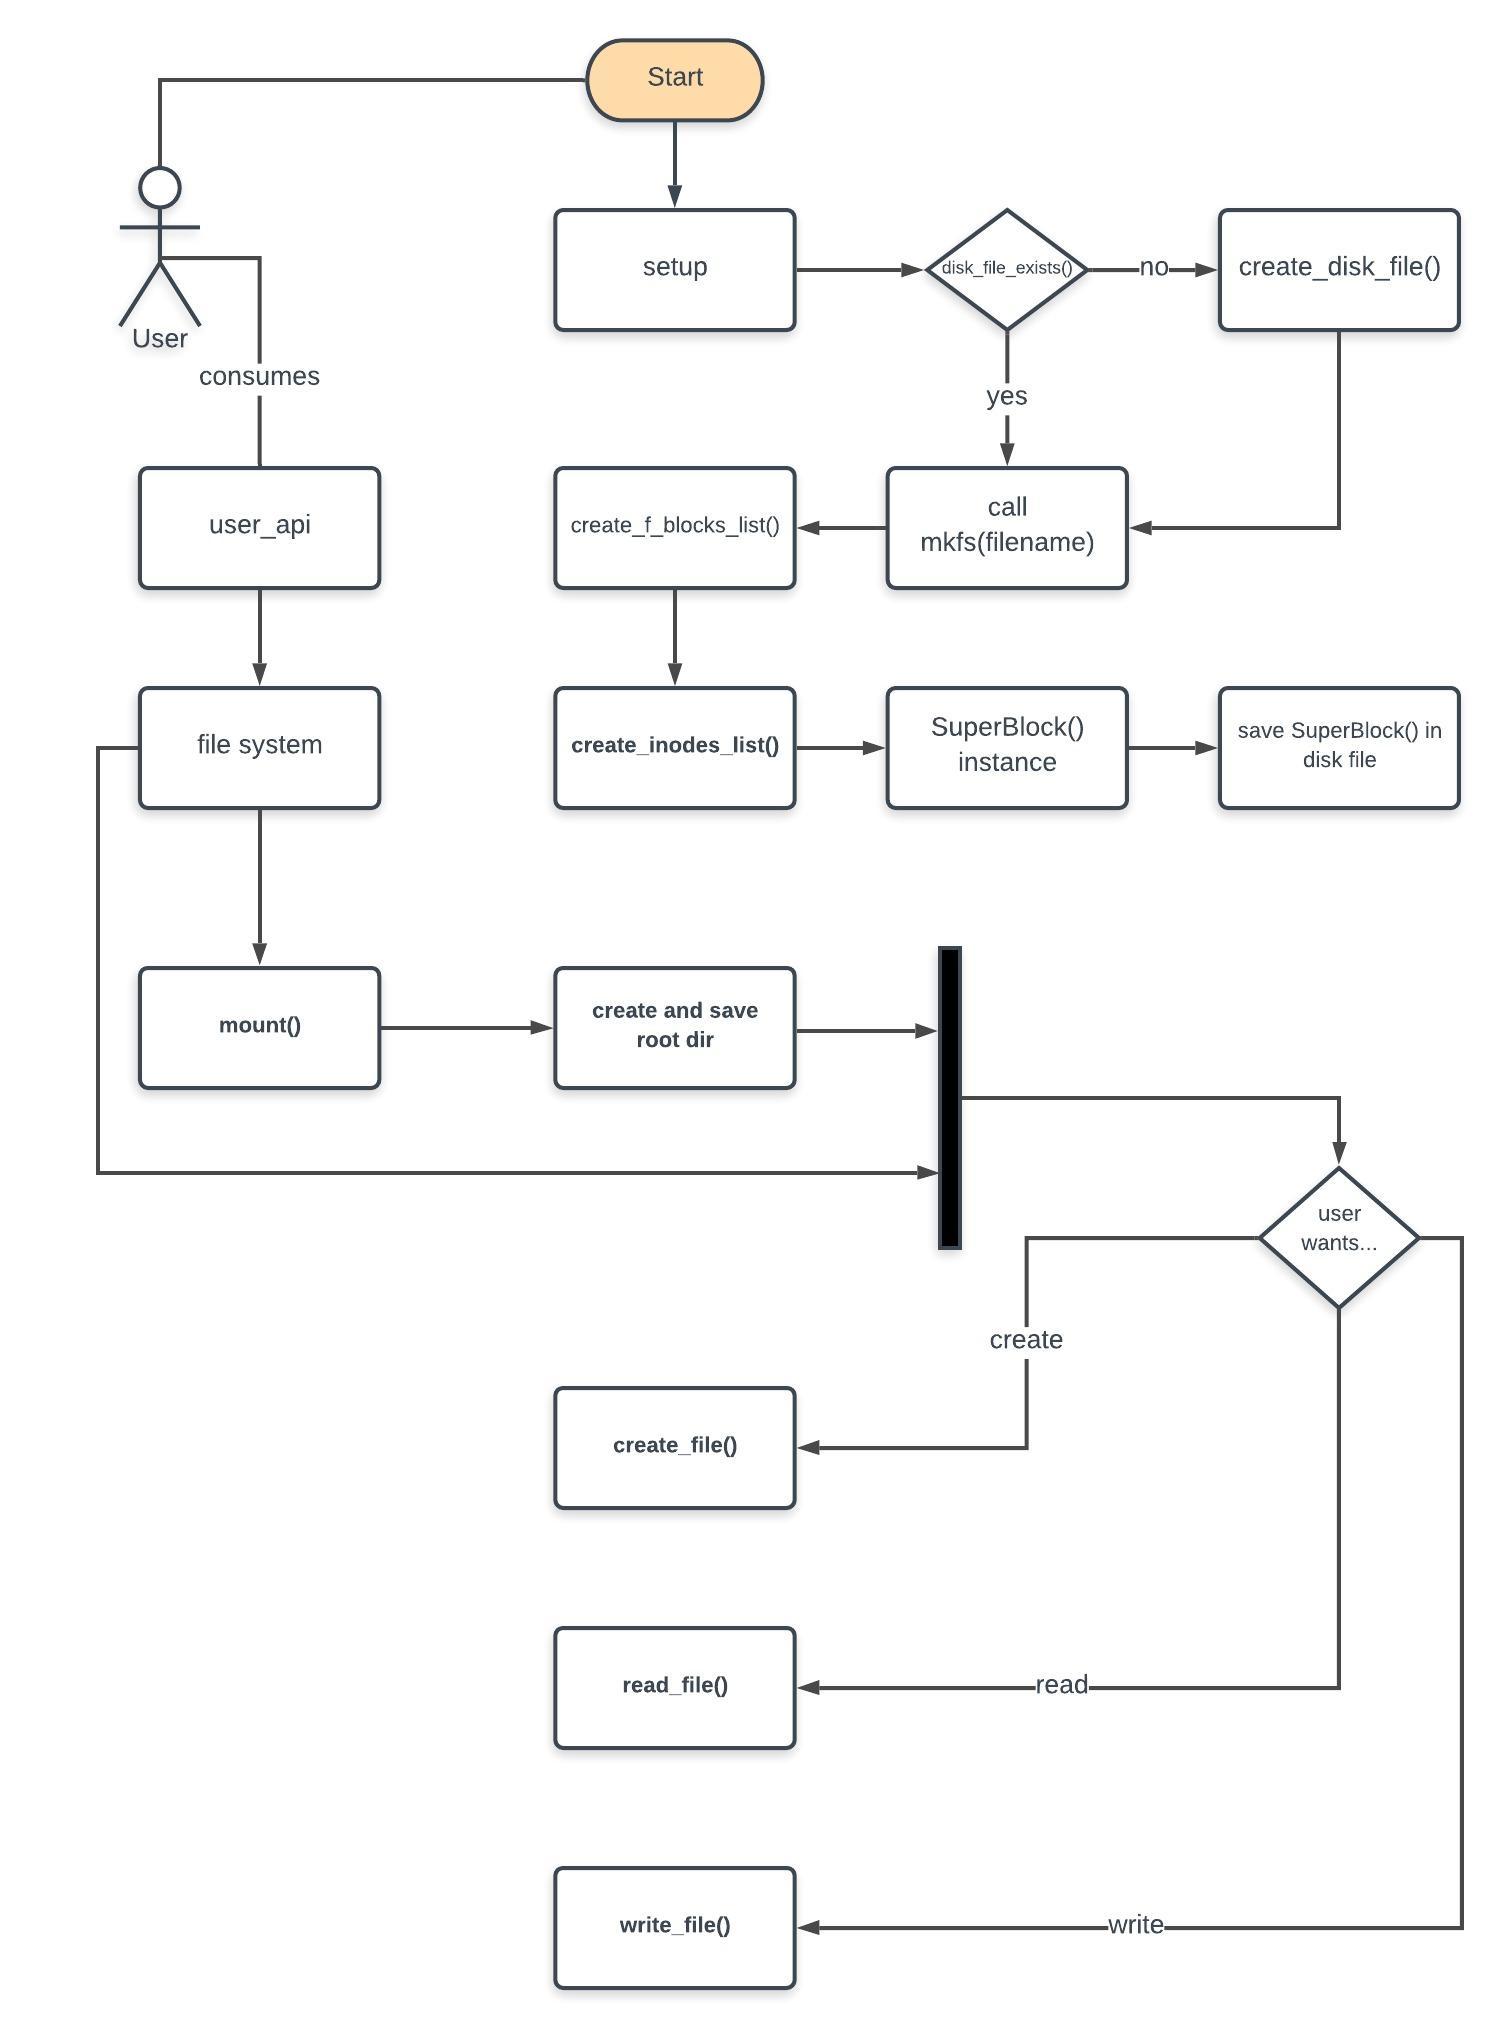 Start
setup
disk_file_exists()
no
create_disk_file()
User
consumes
yes
user_api
create_f_blocks_list()
call
mkfs(filename)
file system
create_inodes_list()
SuperBlock()
instance
save SuperBlock() in
disk file
mount()
create and save
root dir
user
wants...
create
create_file()
read_file()
read
write_file()
write